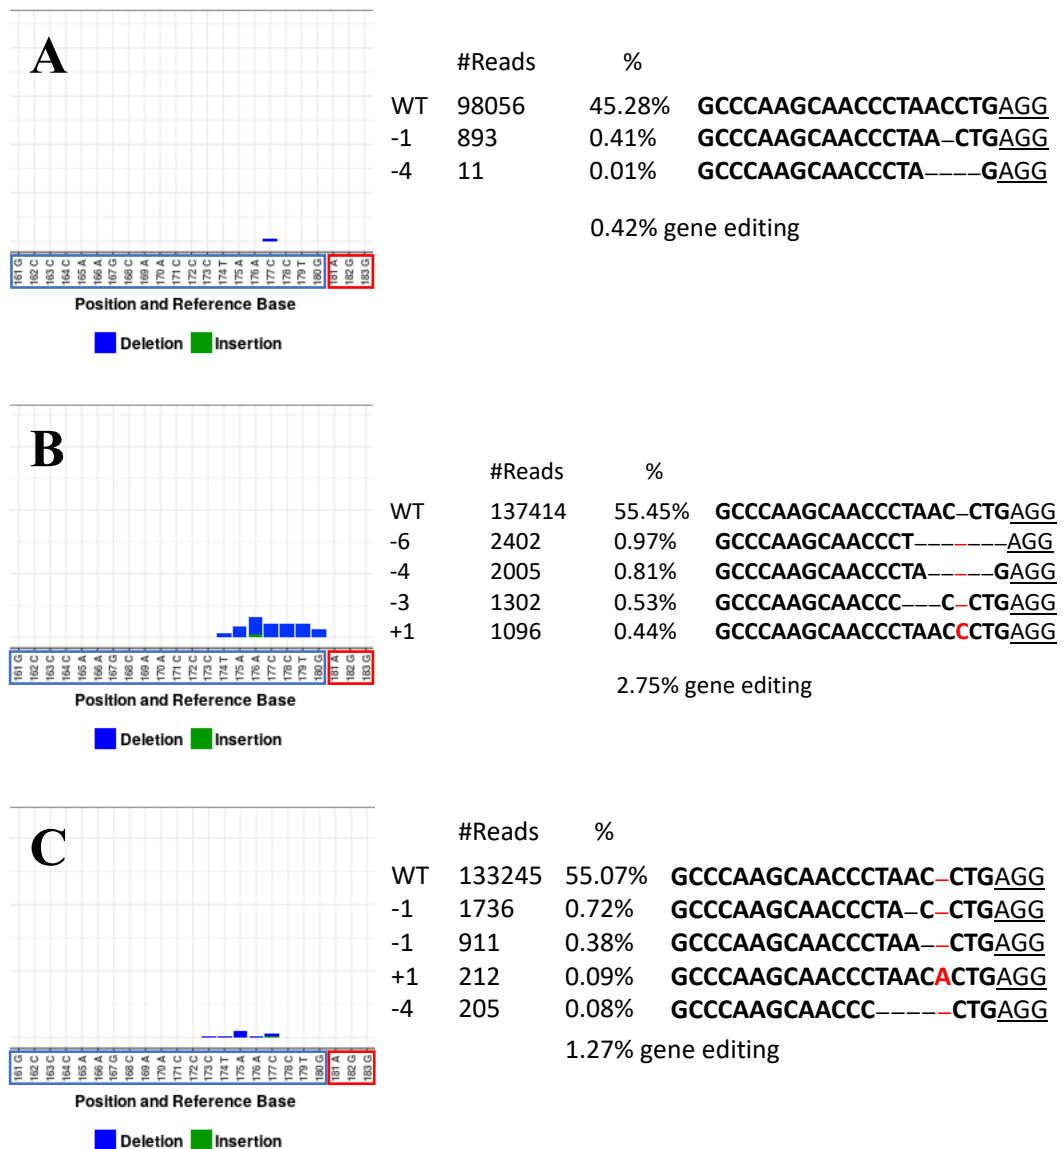 A
#Reads %
WT 98056 45.28% GCCCAAGCAACCCTAACCTGAGG
-1 893 0.41% GCCCAAGCAACCCTAA–CTGAGG
-4 11 0.01% GCCCAAGCAACCCTA––––GAGG
0.42% gene editing
161 G 162 C 163 C 164 C 165 A 166 A 167 G 168 C 169 A 170 A 171 C 172 C 173 C 174 T 175 A 176 A 177 C 178 C 179 T 180 G 181 A 182 G 183 G
Position and Reference Base
Deletion Insertion
B
#Reads %
WT 137414 55.45% GCCCAAGCAACCCTAAC–CTGAGG
-6 2402 0.97% GCCCAAGCAACCCT–––––––AGG
-4 2005 0.81% GCCCAAGCAACCCTA–––––GAGG
-3 1302 0.53% GCCCAAGCAACCC–––C–CTGAGG
+1 1096 0.44% GCCCAAGCAACCCTAACCCTGAGG
2.75% gene editing
161 G 162 C 163 C 164 C 165 A 166 A 167 G 168 C 169 A 170 A 171 C 172 C 173 C 174 T 175 A 176 A 177 C 178 C 179 T 180 G 181 A 182 G 183 G
Position and Reference Base
Deletion Insertion
C
#Reads %
WT 133245 55.07% GCCCAAGCAACCCTAAC–CTGAGG
-1 1736 0.72% GCCCAAGCAACCCTA–C–CTGAGG
-1 911 0.38% GCCCAAGCAACCCTAA––CTGAGG
+1 212 0.09% GCCCAAGCAACCCTAACACTGAGG
-4 205 0.08% GCCCAAGCAACCC–––––CTGAGG
1.27% gene editing
161 G 162 C 163 C 164 C 165 A 166 A 167 G 168 C 169 A 170 A 171 C 172 C 173 C 174 T 175 A 176 A 177 C 178 C 179 T 180 G 181 A 182 G 183 G
Position and Reference Base
Deletion Insertion